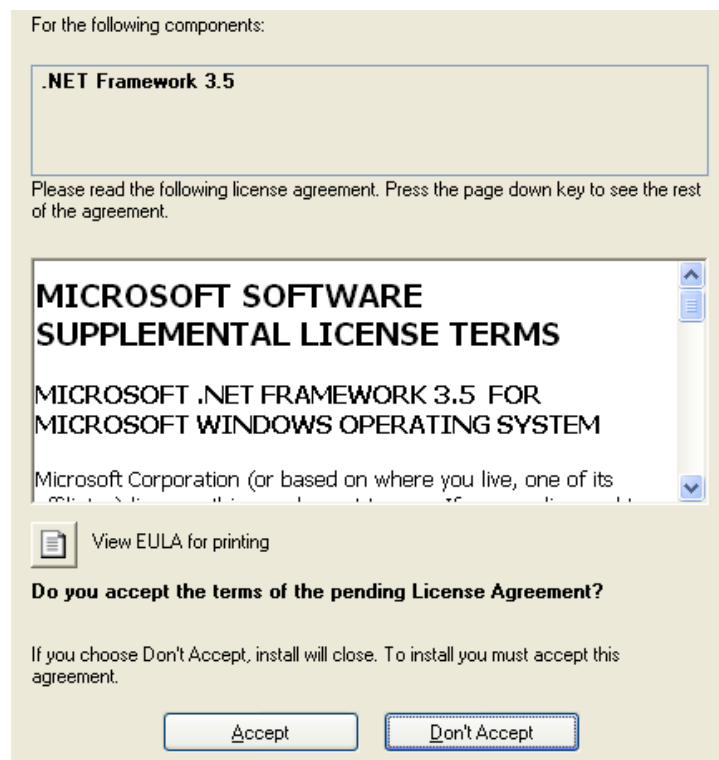 For the following components:
.NET Framework 3.5
Please read the following license agreement. Press the page down key to see the rest
of the agreement.
MICROSOFT SOFTWARE
SUPPLEMENTAL LICENSE TERMS
MICROSOFT .NET FRAMEWORK 3.5 FOR
MICROSOFT WINDOWS OPERATING SYSTEM
Microsoft Corporation (or based on where you live, one of its
View EULA for printing
Do you accept the terms of the pending License Agreement?
If you choose Don't Accept, install will close. To install you must accept this
agreement.
Accept
Don't Accept